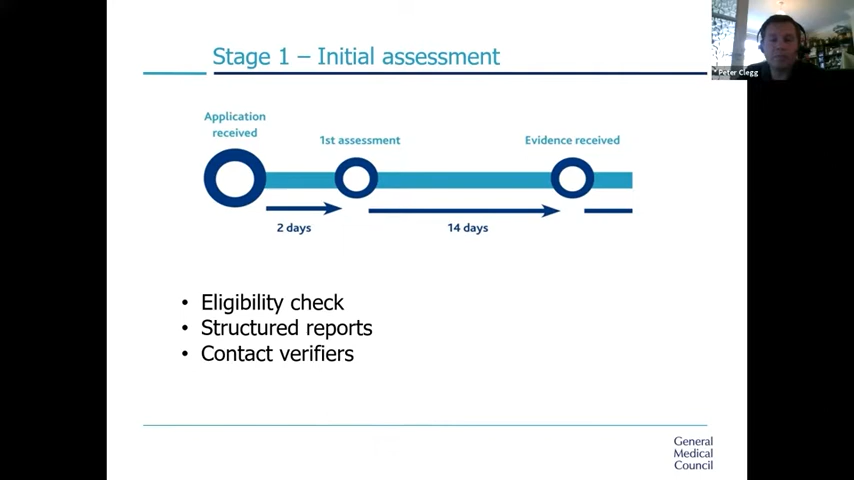 Stage 1 – Initial assessment
Peter Clegg
Application
received
1st assessment
Evidence received
2 days
14 days
• Eligibility check
• Structured reports
• Contact verifiers
General
Medical
Council